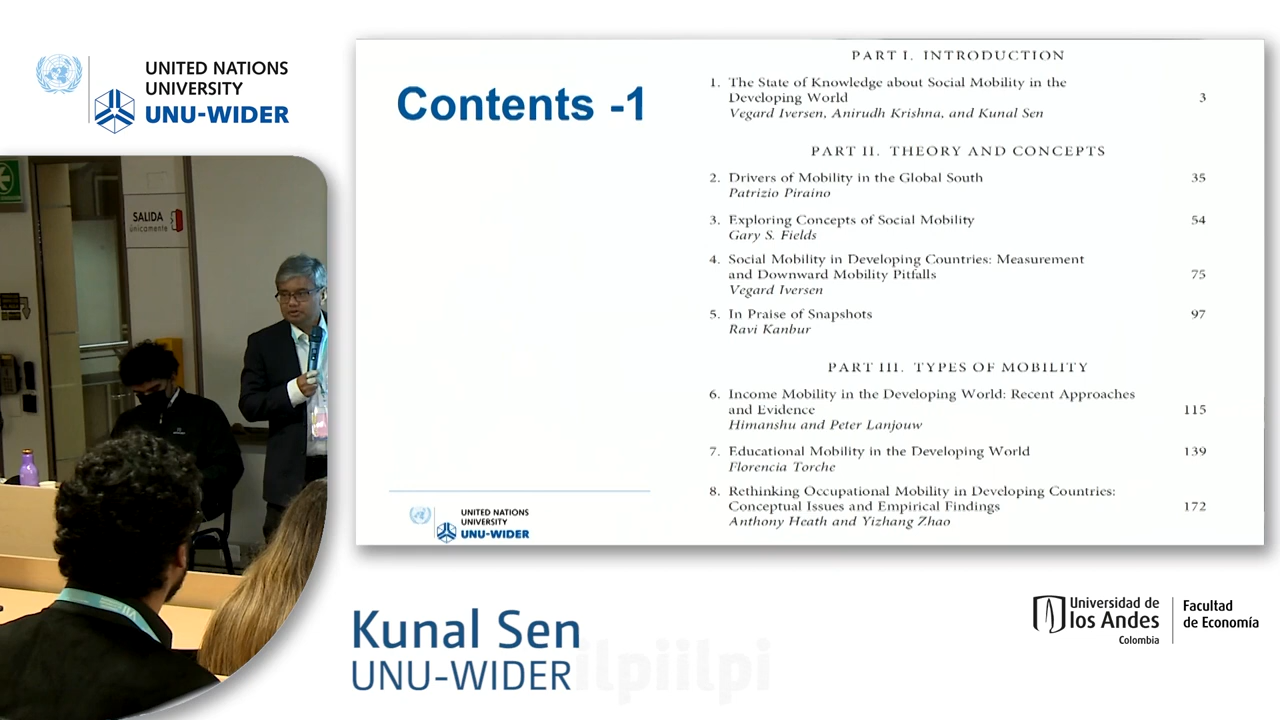 UNITED NATIONS
UNIVERSITY
UNU-WIDER
SALIDA
únicamente
Contents -1
PART I. INTRODUCTION
1. The State of Knowledge about Social Mobility in the
Developing World 3
Vegard Iversen, Anirudh Krishna, and Kunal Sen
PART II. THEORY AND CONCEPTS
2. Drivers of Mobility in the Global South 35
Patrizio Piraino
3. Exploring Concepts of Social Mobility 54
Gary S. Fields
4. Social Mobility in Developing Countries: Measurement
and Downward Mobility Pitfalls 75
Vegard Iversen
5. In Praise of Snapshots 97
Ravi Kanbur
PART III. TYPES OF MOBILITY
6. Income Mobility in the Developing World: Recent Approaches
and Evidence 115
Himanshu and Peter Lanjouw
7. Educational Mobility in the Developing World 139
Florencia Torche
8. Rethinking Occupational Mobility in Developing Countries:
Conceptual Issues and Empirical Findings 172
Anthony Heath and Yizhang Zhao
UNITED NATIONS
UNIVERSITY
UNU-WIDER
Kunal Sen
UNU-WIDER
ilpiilpi
Universidad de
los Andes
Colombia
Facultad
de Economía